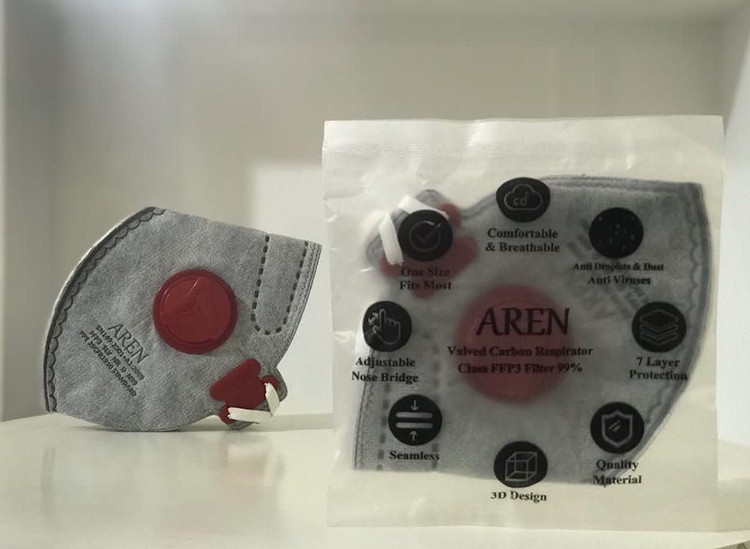 AREN
CO²
Comfortable
& Breathable
One Size
Fits Most
Anti Droplets & Dust
Anti Viruses
AREN
Valved Carbon Respirator
Class FFP3 Filter 99%
Adjustable
Nose Bridge
7 Layer
Protection
Seamless
Quality
Material
3D Design